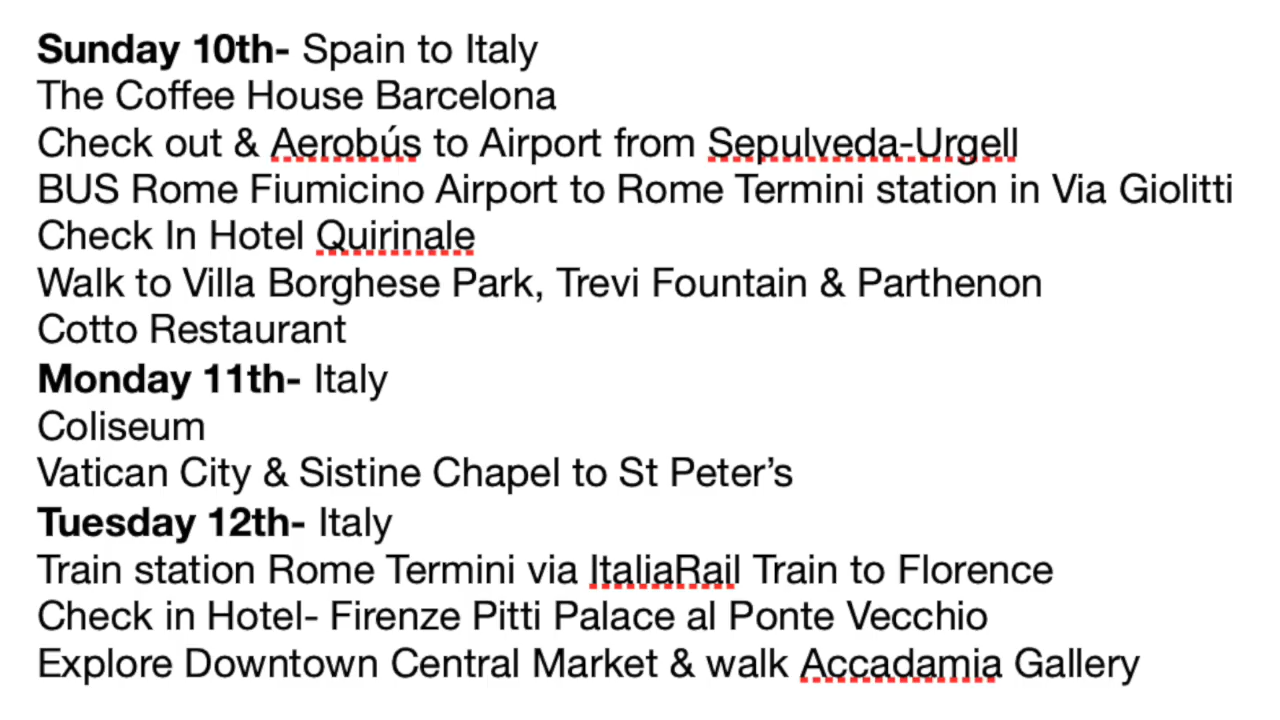 Sunday 10th- Spain to Italy
The Coffee House Barcelona
Check out & Aerobús to Airport from Sepulveda-Urgell
BUS Rome Fiumicino Airport to Rome Termini station in Via Giolitti
Check In Hotel Quirinale
Walk to Villa Borghese Park, Trevi Fountain & Parthenon
Cotto Restaurant
Monday 11th- Italy
Coliseum
Vatican City & Sistine Chapel to St Peter’s
Tuesday 12th- Italy
Train station Rome Termini via ItaliaRail Train to Florence
Check in Hotel- Firenze Pitti Palace al Ponte Vecchio
Explore Downtown Central Market & walk Accadamia Gallery